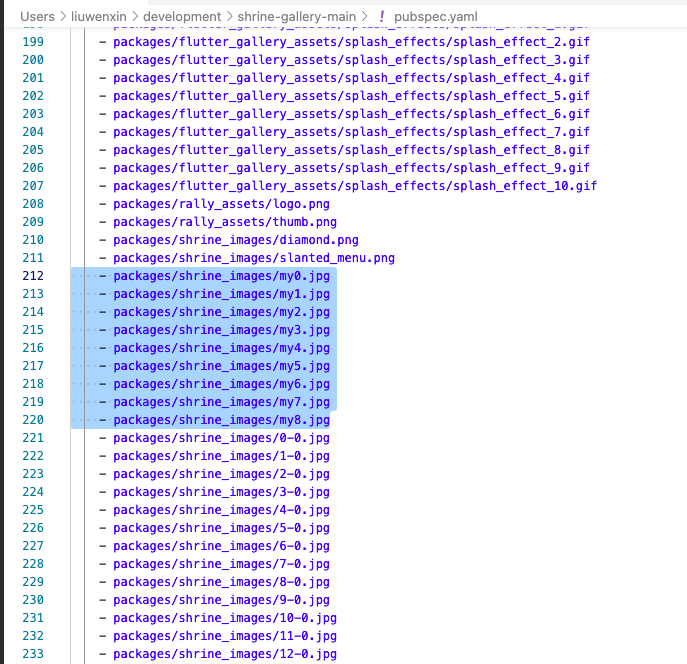 Users > liuwenxin > development > shrine-gallery-main > ! pubspec.yaml
199 - packages/flutter_gallery_assets/splash_effects/splash_effect_2.gif
200 - packages/flutter_gallery_assets/splash_effects/splash_effect_3.gif
201 - packages/flutter_gallery_assets/splash_effects/splash_effect_4.gif
202 - packages/flutter_gallery_assets/splash_effects/splash_effect_5.gif
203 - packages/flutter_gallery_assets/splash_effects/splash_effect_6.gif
204 - packages/flutter_gallery_assets/splash_effects/splash_effect_7.gif
205 - packages/flutter_gallery_assets/splash_effects/splash_effect_8.gif
206 - packages/flutter_gallery_assets/splash_effects/splash_effect_9.gif
207 - packages/flutter_gallery_assets/splash_effects/splash_effect_10.gif
208 - packages/rally_assets/logo.png
209 - packages/rally_assets/thumb.png
210 - packages/shrine_images/diamond.png
211 - packages/shrine_images/slanted_menu.png
212 - packages/shrine_images/my0.jpg
213 - packages/shrine_images/my1.jpg
214 - packages/shrine_images/my2.jpg
215 - packages/shrine_images/my3.jpg
216 - packages/shrine_images/my4.jpg
217 - packages/shrine_images/my5.jpg
218 - packages/shrine_images/my6.jpg
219 - packages/shrine_images/my7.jpg
220 - packages/shrine_images/my8.jpg
221 - packages/shrine_images/0-0.jpg
222 - packages/shrine_images/1-0.jpg
223 - packages/shrine_images/2-0.jpg
224 - packages/shrine_images/3-0.jpg
225 - packages/shrine_images/4-0.jpg
226 - packages/shrine_images/5-0.jpg
227 - packages/shrine_images/6-0.jpg
228 - packages/shrine_images/7-0.jpg
229 - packages/shrine_images/8-0.jpg
230 - packages/shrine_images/9-0.jpg
231 - packages/shrine_images/10-0.jpg
232 - packages/shrine_images/11-0.jpg
233 - packages/shrine_images/12-0.jpg